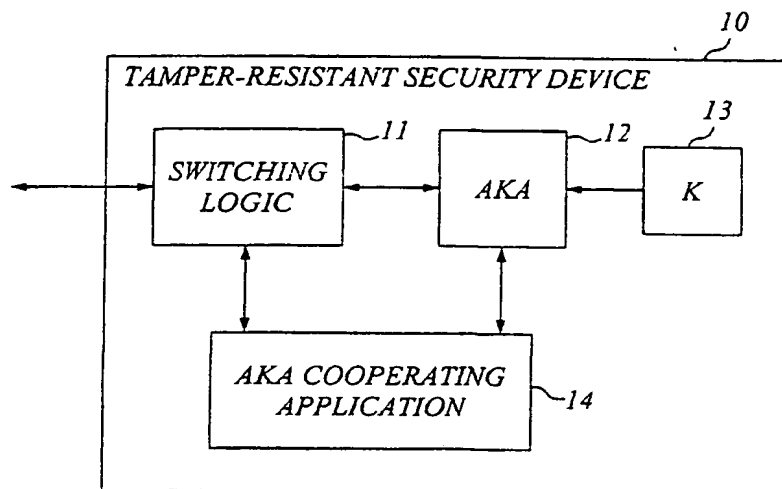 10
TAMPER-RESISTANT SECURITY DEVICE
11
12
13
SWITCHING
LOGIC
AKA
K
AKA COOPERATING
APPLICATION
14